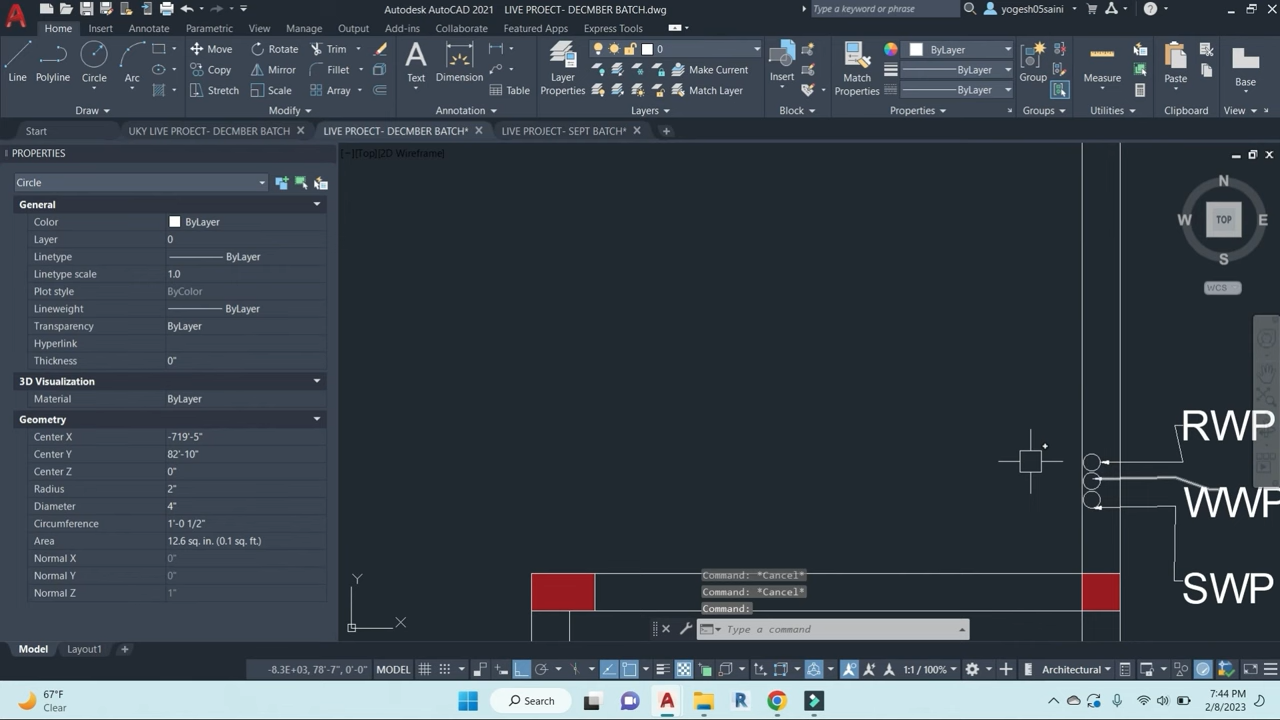 Autodesk AutoCAD 2021 LIVE PROECT- DECMBER BATCH.dwg
Type a keyword or phrase
yogesh05saini
Home Insert Annotate Parametric View Manage Output Add-ins Collaborate Featured Apps Express Tools
Line Polyline Circle Arc
Move Rotate Trim
Copy Mirror Fillet
Stretch Scale Array
Text Dimension Table
Layer Properties
0
Make Current
Match Layer
Insert
Match Properties
ByLayer
ByLayer
ByLayer
Group
Measure
Paste
Base
Draw Modify Annotation Layers Block Properties Groups Utilities Clipboard View
Start UKY LIVE PROECT- DECMBER BATCH LIVE PROECT- DECMBER BATCH* LIVE PROJECT- SEPT BATCH*
PROPERTIES
[−][Top][2D Wireframe]
Circle
General
Color ByLayer
Layer 0
Linetype ByLayer
Linetype scale 1.0
Plot style ByColor
Lineweight ByLayer
Transparency ByLayer
Hyperlink
Thickness 0"
3D Visualization
Material ByLayer
Geometry
Center X -719'-5"
Center Y 82'-10"
Center Z 0"
Radius 2"
Diameter 4"
Circumference 1'-0 1/2"
Area 12.6 sq. in. (0.1 sq. ft.)
Normal X 0"
Normal Y 0"
Normal Z 1"
N
W TOP E
S
WCS
RWP
WWP
SWP
Y
X
Command: *Cancel*
Command: *Cancel*
Command:
Type a command
Model Layout1
-8.3E+03, 78'-7", 0'-0" MODEL 1:1 / 100% Architectural
67°F
Clear
Search
7:44 PM
2/8/2023